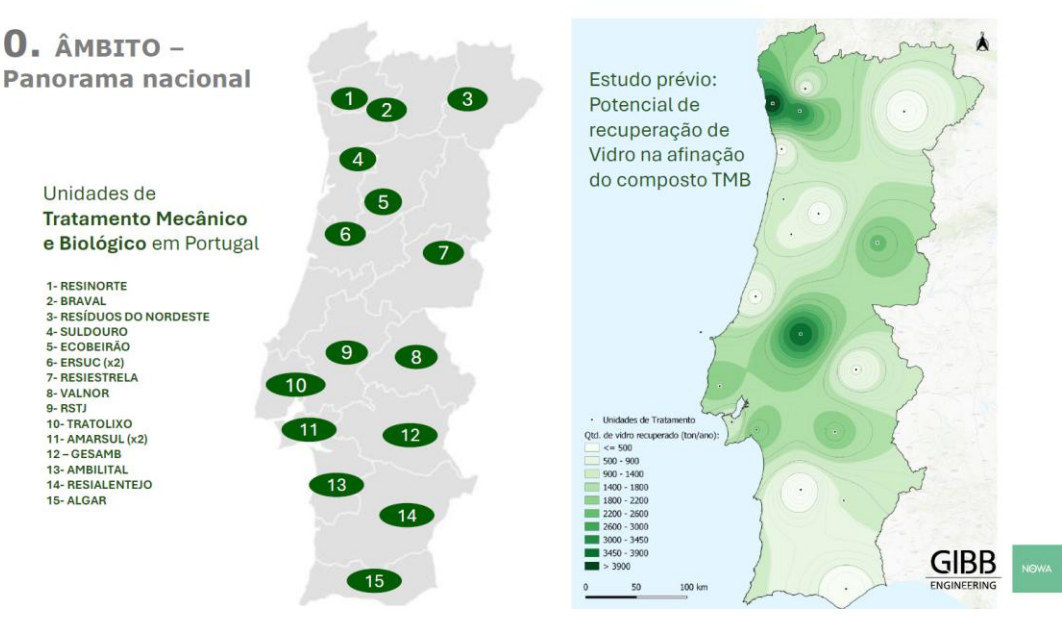 0. ÂMBITO –
Panorama nacional
Unidades de
Tratamento Mecânico
e Biológico em Portugal
1- RESINORTE
2- BRAVAL
3- RESÍDUOS DO NORDESTE
4- SULDOURO
5- ECOBEIRÃO
6- ERSUC (x2)
7- RESIESTRELA
8- VALNOR
9- RSTJ
10- TRATOLIXO
11- AMARSUL (x2)
12 – GESAMB
13- AMBILITAL
14- RESIALENTEJO
15- ALGAR
1
2
3
4
5
6
7
9
8
10
11
12
13
14
15
Estudo prévio:
Potencial de
recuperação de
Vidro na afinação
do composto TMB
Unidades de Tratamento
Qtd. de vidro recuperado (ton/ano):
<= 500
500 - 900
900 - 1400
1400 - 1800
1800 - 2200
2200 - 2600
2600 - 3000
3000 - 3450
3450 - 3900
> 3900
0 50 100 km
GIBB
ENGINEERING
NOWA